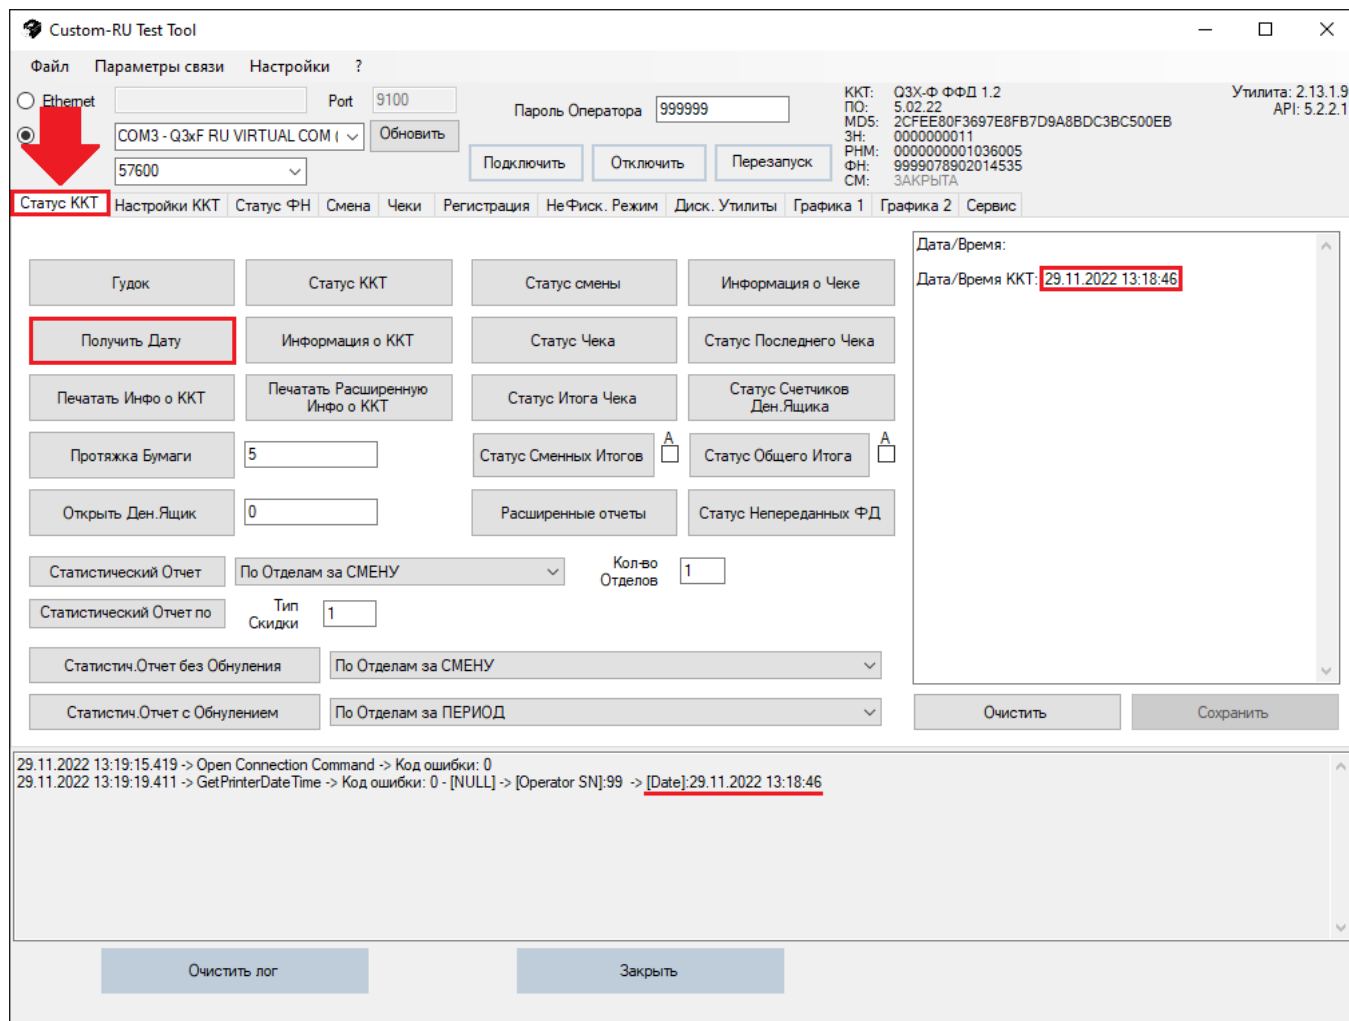 Custom-RU Test Tool
Файл Параметры связи Настройки ?
Ethernet Port 9100
COM3 - Q3xF RU VIRTUAL COM ( Обновить
57600
Пароль Оператора 999999
Подключить Отключить Перезапуск
ККТ: QЗХ-Ф ФФД 1.2
ПО: 5.02.22
MD5: 2CFEE80F3697E8FB7D9A8BDC3BC500EB
ЗН: 0000000011
РНМ: 0000000001036005
ФН: 9999078902014535
СМ: ЗАКРЫТА
Утилита: 2.13.1.9
API: 5.2.2.1
Статус ККТ Настройки ККТ Статус ФН Смена Чеки Регистрация НеФиск. Режим Диск. Утилиты Графика 1 Графика 2 Сервис
Гудок Статус ККТ Статус смены Информация о Чеке
Получить Дату Информация о ККТ Статус Чека Статус Последнего Чека
Печатать Инфо о ККТ Печатать Расширенную
Инфо о ККТ Статус Итога Чека Статус Счетчиков
Ден.Ящика
Протяжка Бумаги 5 Статус Сменных Итогов A Статус Общего Итога A
Открыть Ден.Ящик 0 Расширенные отчеты Статус Непереданных ФД
Статистический Отчет По Отделам за СМЕНУ Кол-во
Отделов 1
Статистический Отчет по Тип
Скидки 1
Статистич.Отчет без Обнуления По Отделам за СМЕНУ
Статистич.Отчет с Обнулением По Отделам за ПЕРИОД
Дата/Время:
Дата/Время ККТ: 29.11.2022 13:18:46
Очистить Сохранить
29.11.2022 13:19:15.419 -> Open Connection Command -> Код ошибки: 0
29.11.2022 13:19:19.411 -> GetPrinterDateTime -> Код ошибки: 0 - [NULL] -> [Operator SN]:99 -> [Date]:29.11.2022 13:18:46
Очистить лог Закрыть